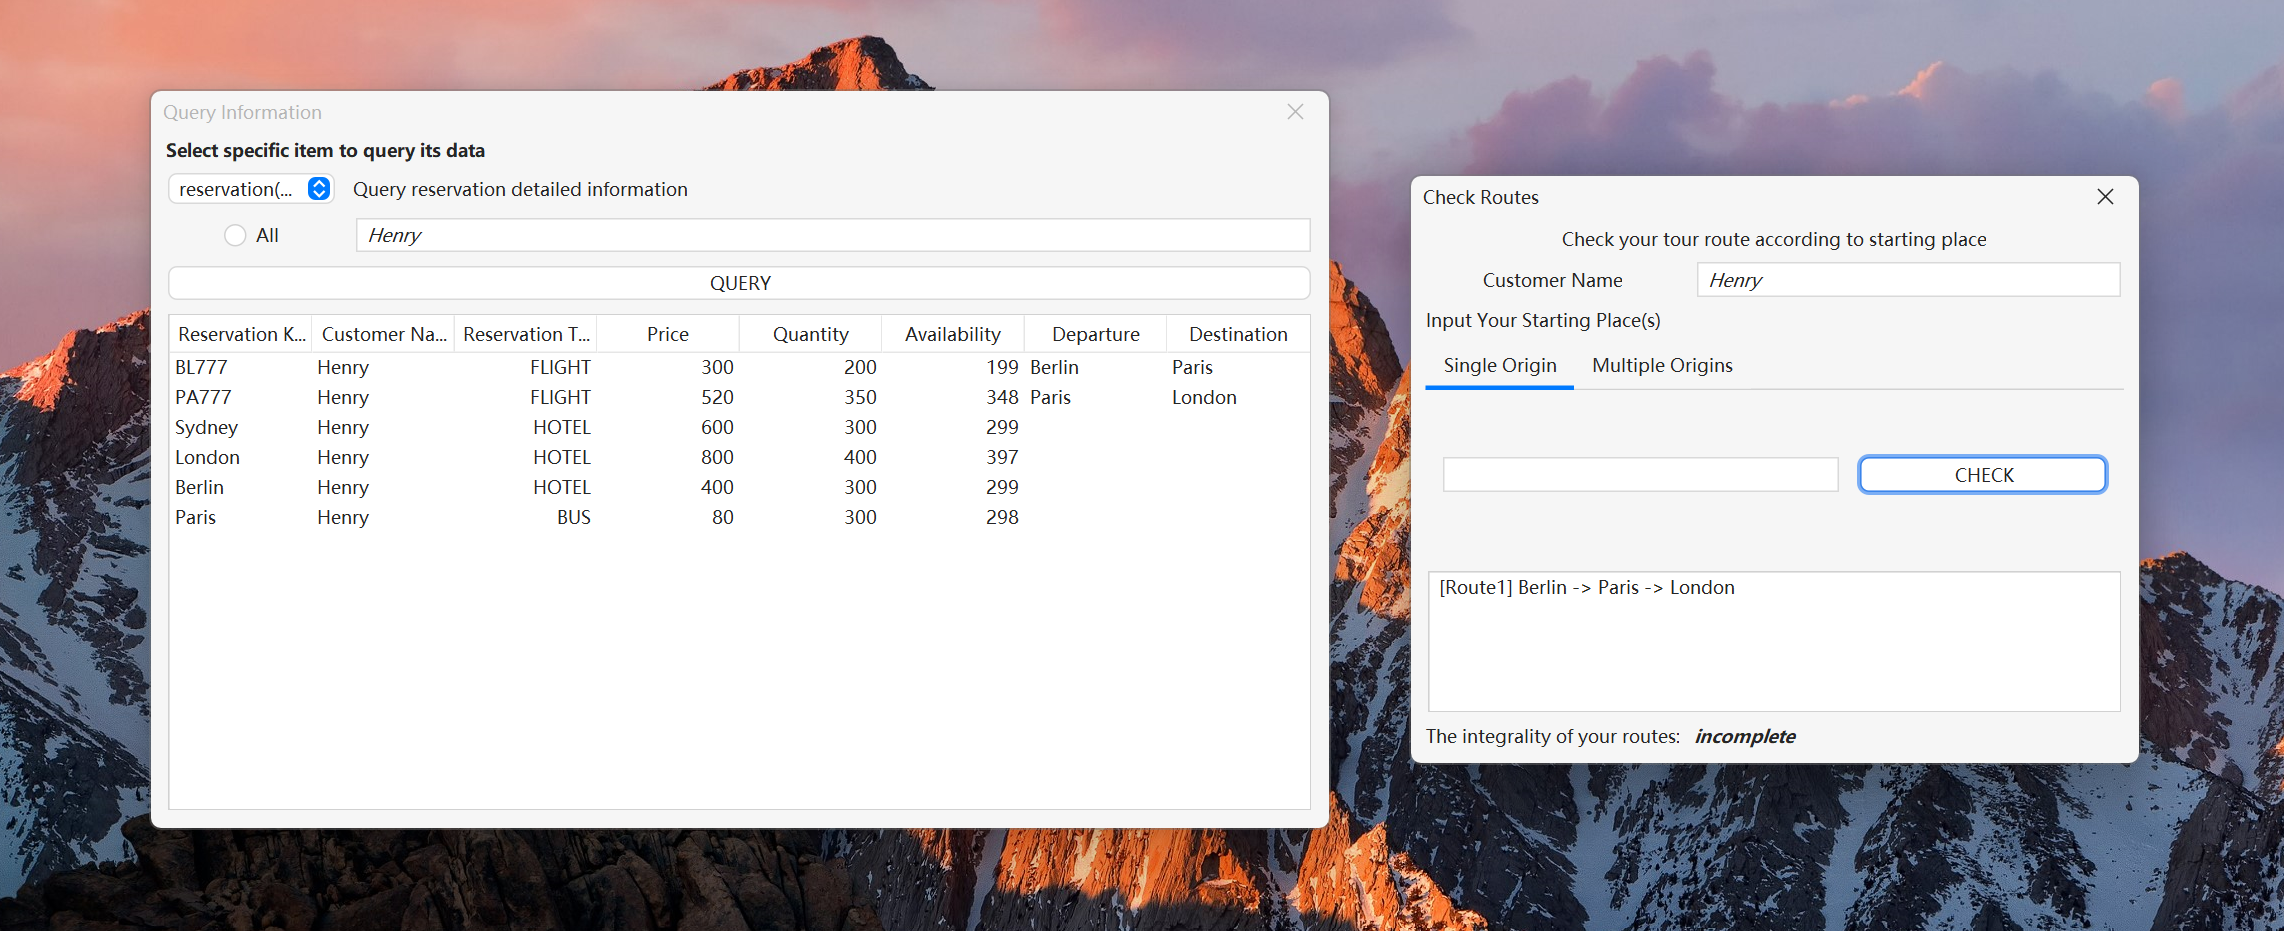 Query Information
Select specific item to query its data
reservation(... Query reservation detailed information
All Henry
QUERY
Reservation K... Customer Na... Reservation T... Price Quantity Availability Departure Destination
BL777 Henry FLIGHT 300 200 199 Berlin Paris
PA777 Henry FLIGHT 520 350 348 Paris London
Sydney Henry HOTEL 600 300 299
London Henry HOTEL 800 400 397
Berlin Henry HOTEL 400 300 299
Paris Henry BUS 80 300 298
Check Routes
Check your tour route according to starting place
Customer Name Henry
Input Your Starting Place(s)
Single Origin Multiple Origins
CHECK
[Route1] Berlin -> Paris -> London
The integrality of your routes: incomplete